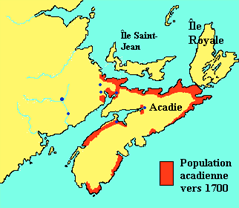 Île Saint-
Jean
Île
Royale
Acadie
Population
acadienne
vers 1700